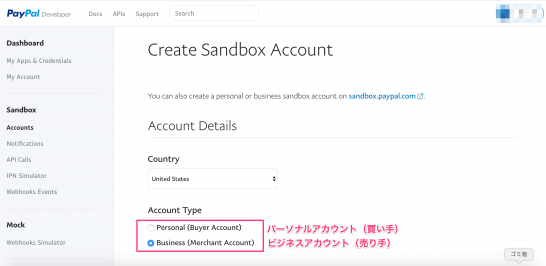 PayPal Developer Docs APIs Support Search
Dashboard
My Apps & Credentials
My Account
Sandbox
Accounts
Notifications
API Calls
IPN Simulator
Webhooks Events
Mock
Webhooks Simulator
Create Sandbox Account
You can also create a personal or business sandbox account on sandbox.paypal.com.
Account Details
Country
United States
Account Type
Personal (Buyer Account) パーソナルアカウント（買い手）
Business (Merchant Account) ビジネスアカウント（売り手）
ゴミ箱